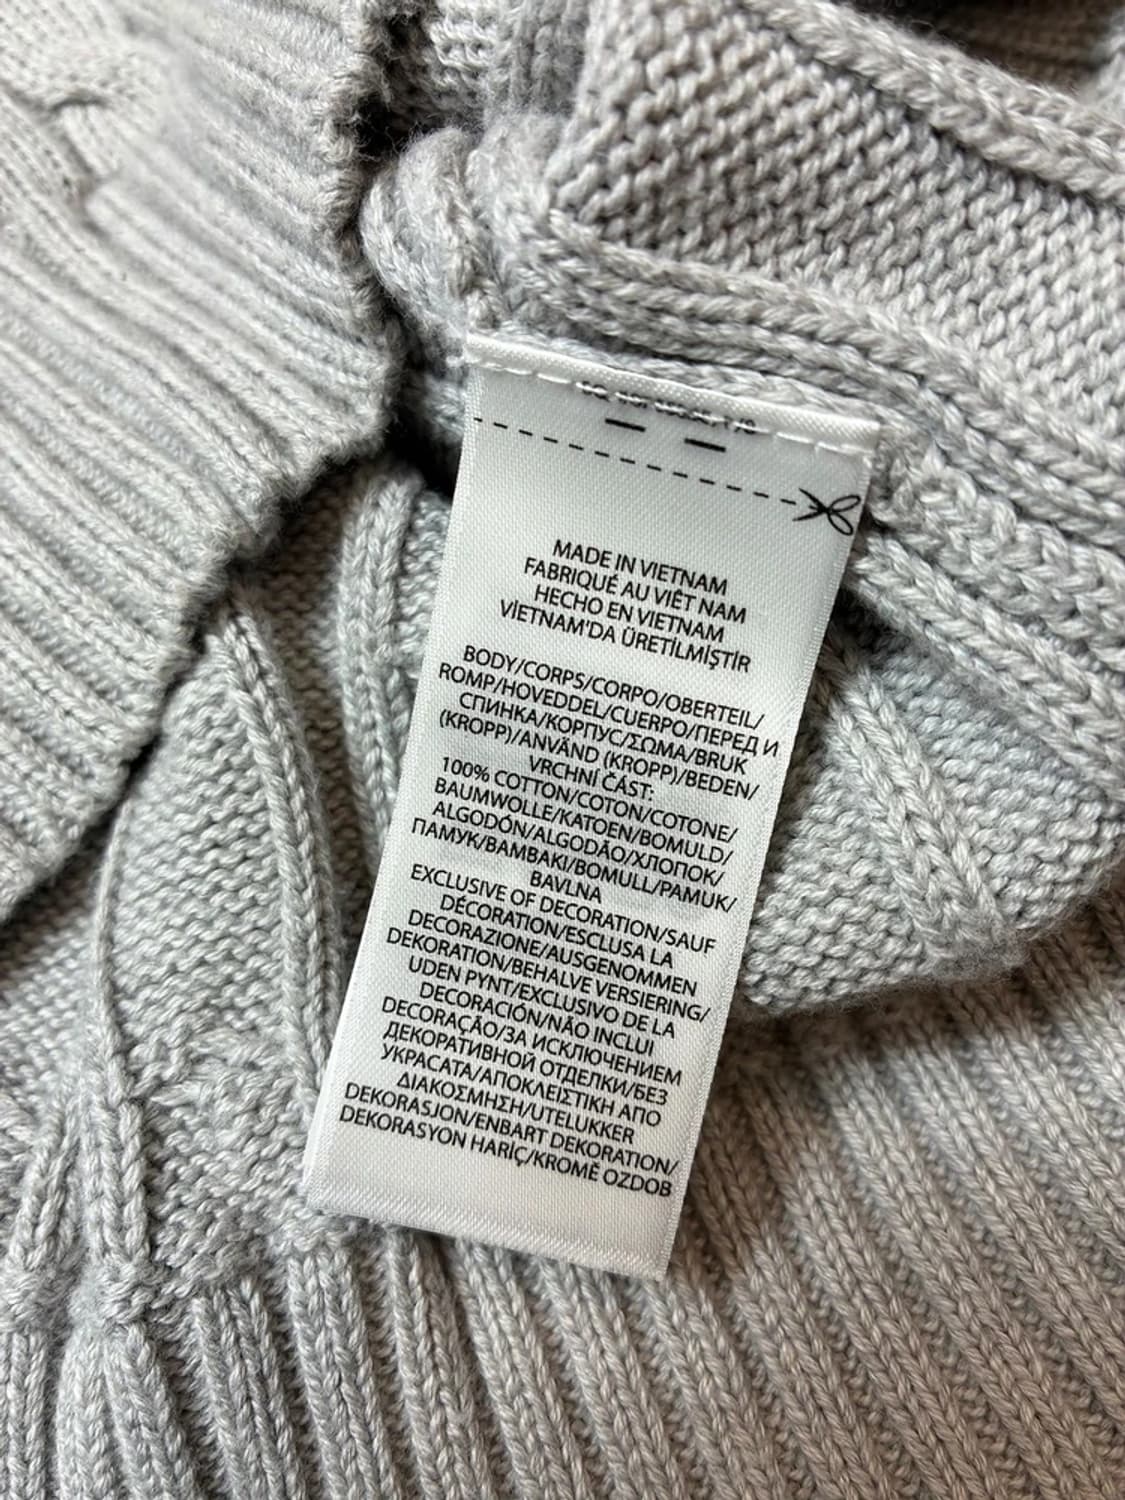 MADE IN VIETNAM
FABRIQUÉ AU VIÊT NAM
HECHO EN VIETNAM
VİETNAM'DA ÜRETİLMİŞTİR
BODY/CORPS/CORPO/OBERTEIL/
ROMP/HOVEDDEL/CUERPO/ПЕРЕД И
СПИНКА/КОРПУС/ΣΩΜΑ/BRUK
(KROPP)/ANVÄND (KROPP)/BEDEN/
VRCHNÍ ČÁST:
100% COTTON/COTON/COTONE/
BAUMWOLLE/KATOEN/BOMULD/
ALGODÓN/ALGODÃO/ХЛОПОК/
ПАМУК/ΒΑΜΒΑΚΙ/BOMULL/PAMUK/
BAVLNA
EXCLUSIVE OF DECORATION/SAUF
DÉCORATION/ESCLUSA LA
DECORAZIONE/AUSGENOMMEN
DEKORATION/BEHALVE VERSIERING/
UDEN PYNT/EXCLUSIVO DE LA
DECORACIÓN/NÃO INCLUI
DECORAÇÃO/ЗА ИСКЛЮЧЕНИЕМ
ДЕКОРАТИВНОЙ ОТДЕЛКИ/БЕЗ
УКРАСАТА/ΑΠΟΚΛΕΙΣΤΙΚΗ ΑΠΟ
ΔΙΑΚΟΣΜΗΣΗ/UTELUKKER
DEKORASJON/ENBART DEKORATION/
DEKORASYON HARİÇ/KROMĚ OZDOB